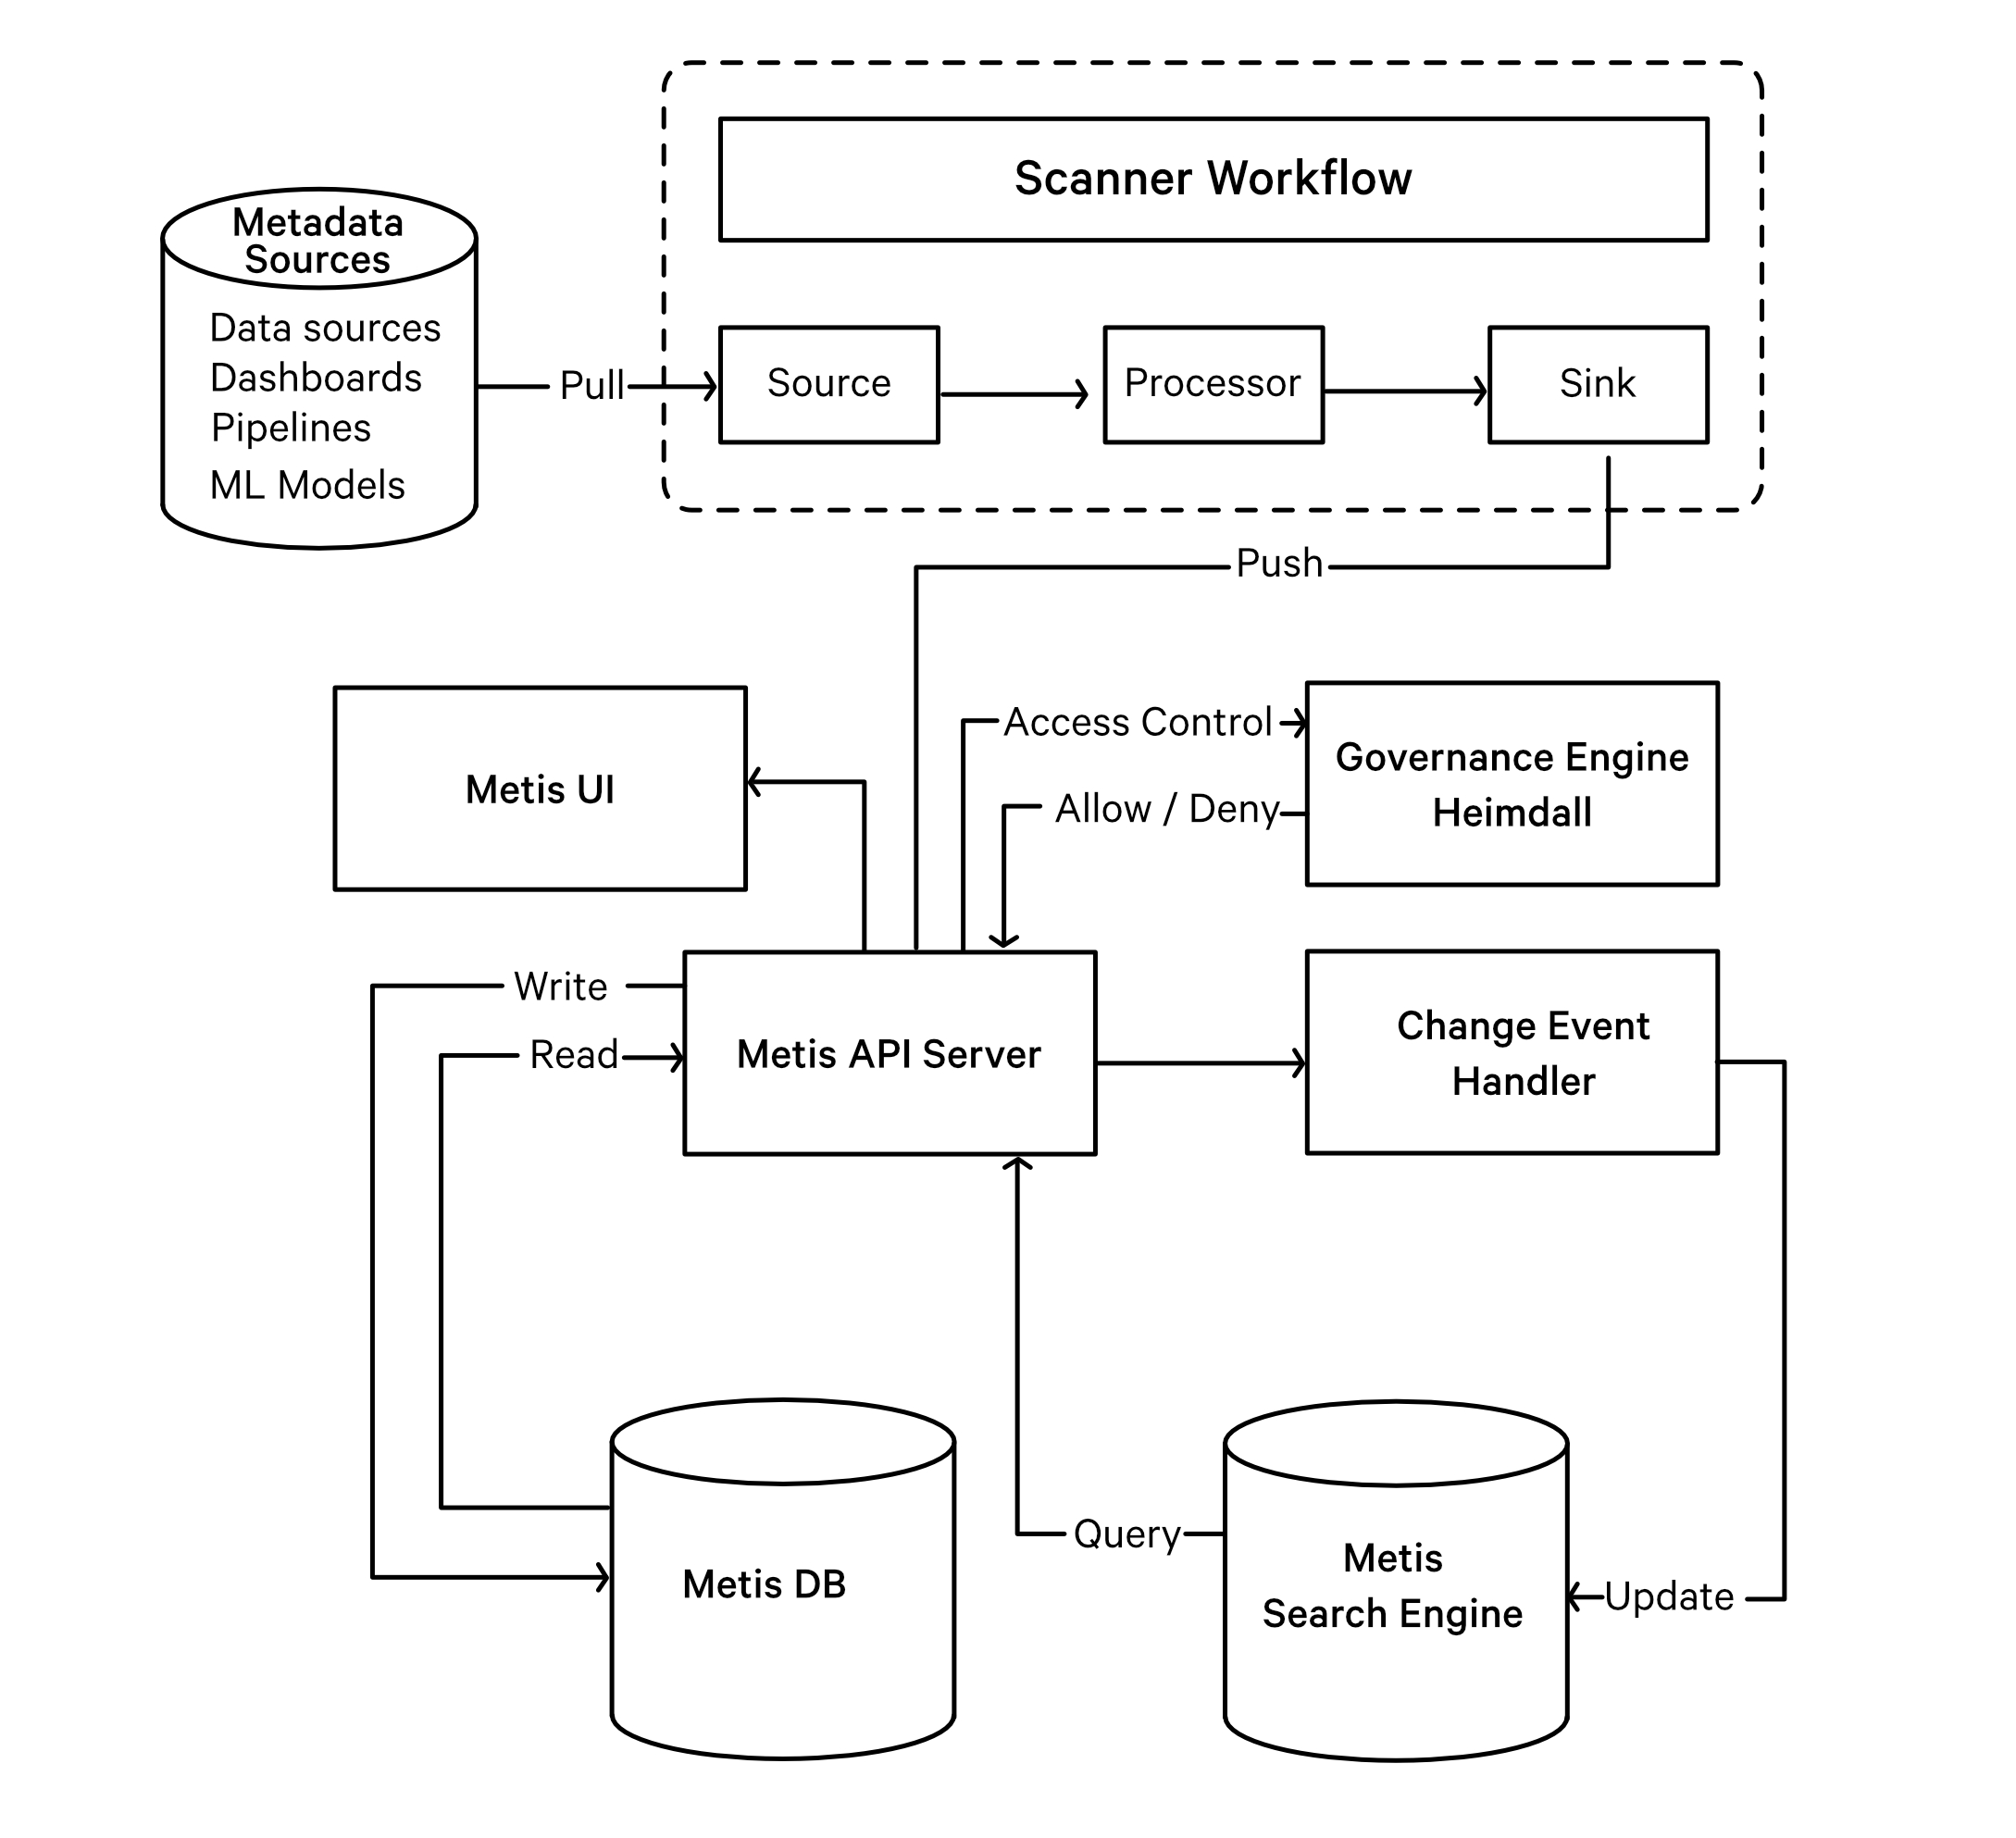 Scanner Workflow
Metadata
Sources
Data sources
Dashboards
Pipelines
ML Models
Pull
Source
Processor
Sink
Push
Metis UI
Access Control
Allow / Deny
Governance Engine
Heimdall
Write
Read
Metis API Server
Change Event
Handler
Query
Metis DB
Metis
Search Engine
Update